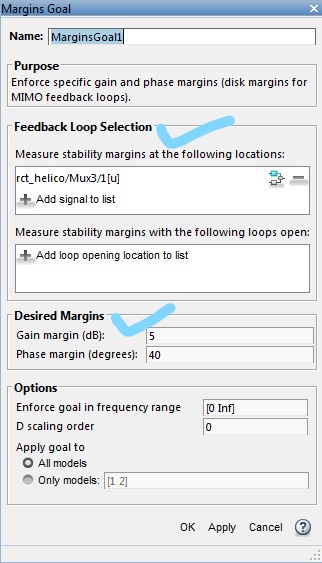 Margins Goal
Name: MarginsGoal1
Purpose
Enforce specific gain and phase margins (disk margins for
MIMO feedback loops).
Feedback Loop Selection
Measure stability margins at the following locations:
rct_helico/Mux3/1[u]
Add signal to list
Measure stability margins with the following loops open:
Add loop opening location to list
Desired Margins
Gain margin (dB): 5
Phase margin (degrees): 40
Options
Enforce goal in frequency range [0 Inf]
D scaling order 0
Apply goal to
All models
Only models: [1 2]
OK Apply Cancel ?